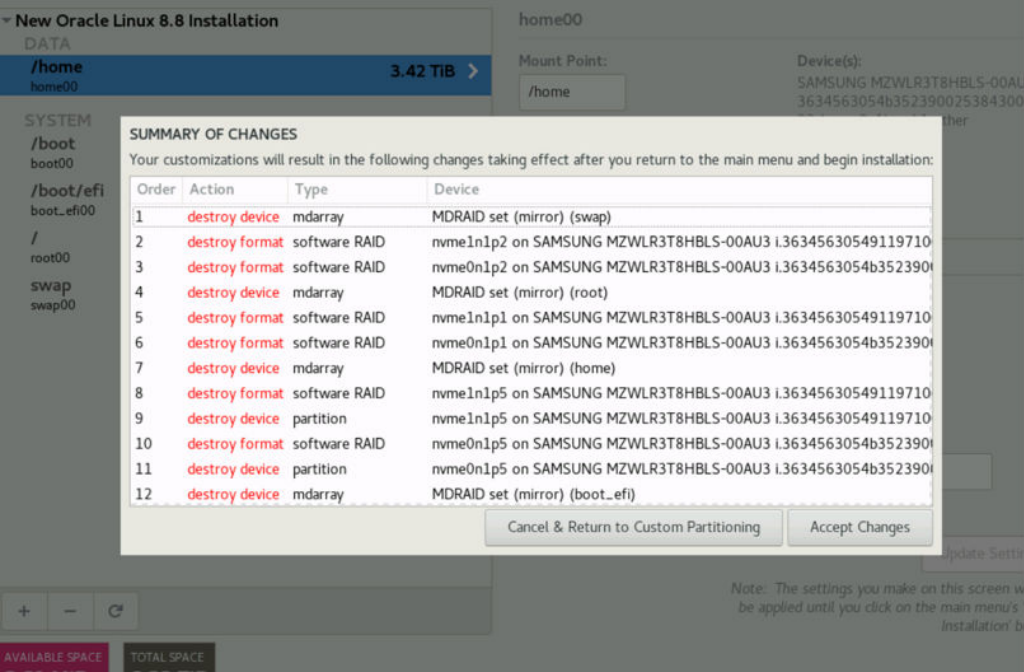 New Oracle Linux 8.8 Installation
DATA
/home
home00
3.42 TiB
SYSTEM
/boot
boot00
/boot/efi
boot_efi00
/
root00
swap
swap00
home00
Mount Point:
/home
Device(s):
SAMSUNG MZWLR3T8HBLS-00AU
3634563054b3523900253843000
ther
SUMMARY OF CHANGES
Your customizations will result in the following changes taking effect after you return to the main menu and begin installation:
Order Action Type Device
1 destroy device mdarray MDRAID set (mirror) (swap)
2 destroy format software RAID nvme1n1p2 on SAMSUNG MZWLR3T8HBLS-00AU3 i.36345630549119710
3 destroy format software RAID nvme0n1p2 on SAMSUNG MZWLR3T8HBLS-00AU3 i.3634563054b352390
4 destroy device mdarray MDRAID set (mirror) (root)
5 destroy format software RAID nvme1n1p1 on SAMSUNG MZWLR3T8HBLS-00AU3 i.36345630549119710
6 destroy format software RAID nvme0n1p1 on SAMSUNG MZWLR3T8HBLS-00AU3 i.3634563054b352390
7 destroy device mdarray MDRAID set (mirror) (home)
8 destroy format software RAID nvme1n1p5 on SAMSUNG MZWLR3T8HBLS-00AU3 i.36345630549119710
9 destroy device partition nvme1n1p5 on SAMSUNG MZWLR3T8HBLS-00AU3 i.36345630549119710
10 destroy format software RAID nvme0n1p5 on SAMSUNG MZWLR3T8HBLS-00AU3 i.3634563054b352390
11 destroy device partition nvme0n1p5 on SAMSUNG MZWLR3T8HBLS-00AU3 i.3634563054b352390
12 destroy device mdarray MDRAID set (mirror) (boot_efi)
Cancel & Return to Custom Partitioning
Accept Changes
Update Setti
Note: The settings you make on this screen w
be applied until you click on the main menu's
Installation' b
AVAILABLE SPACE
TOTAL SPACE